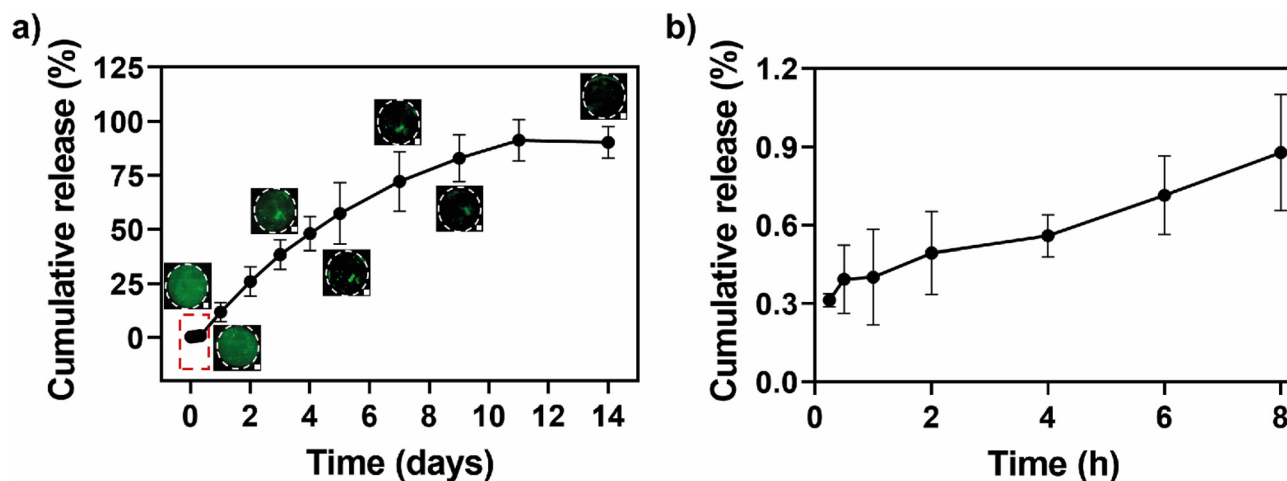 a)
Cumulative release (%)
125
100
75
50
25
0
0 2 4 6 8 10 12 14
Time (days)
b)
Cumulative release (%)
1.2
0.9
0.6
0.3
0.0
0 2 4 6 8
Time (h)